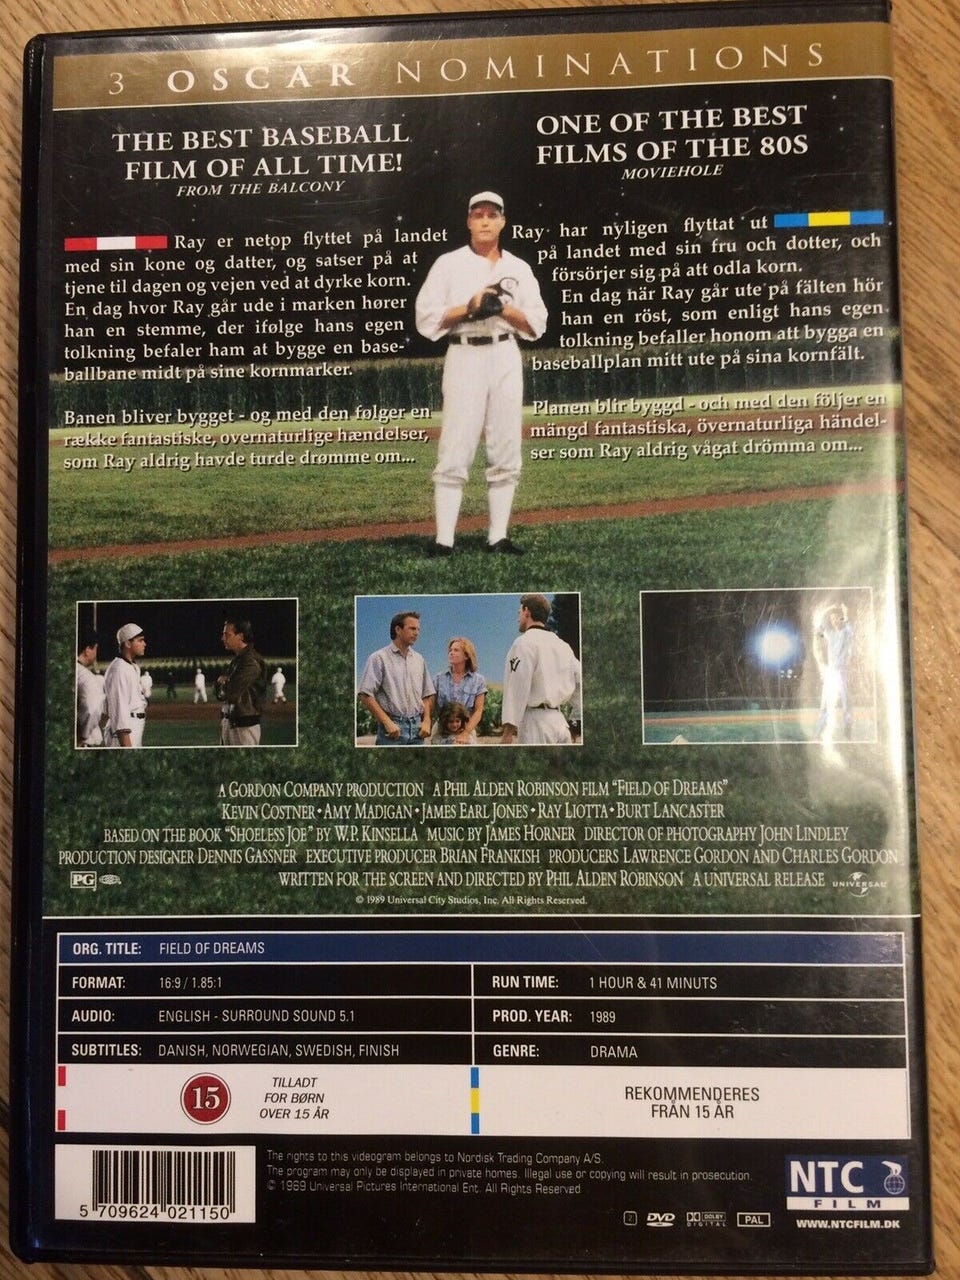 3 OSCAR NOMINATIONS
THE BEST BASEBALL
FILM OF ALL TIME!
FROM THE BALCONY
ONE OF THE BEST
FILMS OF THE 80S
MOVIEHOLE
Ray er netop flyttet på landet
med sin kone og datter, og satser på at
tjene til dagen og vejen ved at dyrke korn.
En dag hvor Ray går ude i marken hører
han en stemme, der ifølge hans egen
tolkning befaler ham at bygge en base-
ballbane midt på sine kornmarker.
Banen bliver bygget - og med den følger en
række fantastiske, overnaturlige hændelser,
som Ray aldrig havde turde drømme om...
Ray har nyligen flyttat ut
på landet med sin fru och dotter, och
försörjer sig på att odla korn.
En dag när Ray går ute på fälten hör
han en röst, som enligt hans egen
tolkning befaller honom att bygga en
baseballplan mitt ute på sina kornfält.
Planen blir byggd - och med den följer en
mängd fantastiska, övernaturliga händel-
ser som Ray aldrig vågat drömma om...
A GORDON COMPANY PRODUCTION A PHIL ALDEN ROBINSON FILM "FIELD OF DREAMS"
KEVIN COSTNER • AMY MADIGAN • JAMES EARL JONES • RAY LIOTTA • BURT LANCASTER
BASED ON THE BOOK "SHOELESS JOE" BY W.P. KINSELLA MUSIC BY JAMES HORNER DIRECTOR OF PHOTOGRAPHY JOHN LINDLEY
PRODUCTION DESIGNER DENNIS GASSNER EXECUTIVE PRODUCER BRIAN FRANKISH PRODUCERS LAWRENCE GORDON AND CHARLES GORDON
PG WRITTEN FOR THE SCREEN AND DIRECTED BY PHIL ALDEN ROBINSON A UNIVERSAL RELEASE UNIVERSAL
© 1989 Universal City Studios, Inc. All Rights Reserved.
ORG. TITLE: FIELD OF DREAMS
FORMAT: 16:9 / 1.85:1
RUN TIME: 1 HOUR & 41 MINUTS
AUDIO: ENGLISH - SURROUND SOUND 5.1
PROD. YEAR: 1989
SUBTITLES: DANISH, NORWEGIAN, SWEDISH, FINISH
GENRE: DRAMA
15
TILLADT
FOR BØRN
OVER 15 ÅR
REKOMMENDERES
FRÅN 15 ÅR
5 709624 021150
The rights to this videogram belongs to Nordisk Trading Company A/S.
The program may only be displayed in private homes. Illegal use or copying will result in prosecution.
© 1989 Universal Pictures International Ent. All Rights Reserved
2 DVD DOLBY DIGITAL PAL
NTC
FILM
WWW.NTCFILM.DK